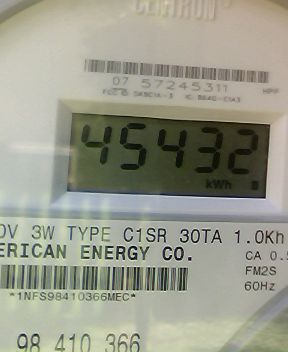 CENTRON
07 57245311
45432
kWh
0V 3W TYPE C1SR 30TA 1.0Kh
ERICAN ENERGY CO.
CA 0.5
FM2S
60Hz
*1NFS98410366MEC*
98 410 366